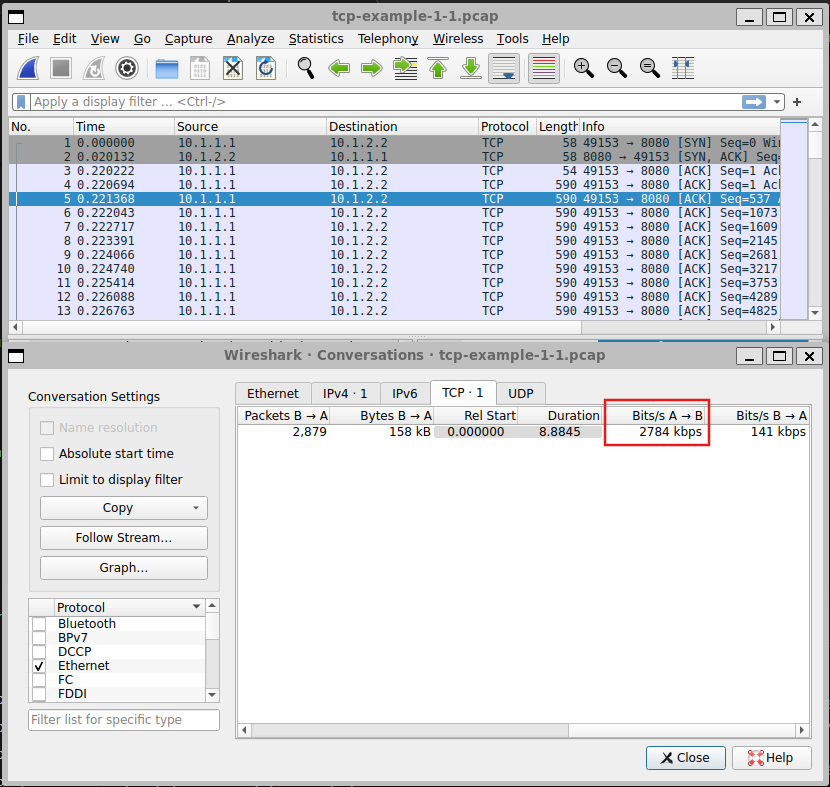 tcp-example-1-1.pcap
File Edit View Go Capture Analyze Statistics Telephony Wireless Tools Help
Apply a display filter ... <Ctrl-/>
No. Time Source Destination Protocol Length Info
1 0.000000 10.1.1.1 10.1.2.2 TCP 58 49153 → 8080 [SYN] Seq=0 Win
2 0.020132 10.1.2.2 10.1.1.1 TCP 58 8080 → 49153 [SYN, ACK] Seq=
3 0.220222 10.1.1.1 10.1.2.2 TCP 54 49153 → 8080 [ACK] Seq=1 Ack
4 0.220694 10.1.1.1 10.1.2.2 TCP 590 49153 → 8080 [ACK] Seq=1 Ack
5 0.221368 10.1.1.1 10.1.2.2 TCP 590 49153 → 8080 [ACK] Seq=537
6 0.222043 10.1.1.1 10.1.2.2 TCP 590 49153 → 8080 [ACK] Seq=1073
7 0.222717 10.1.1.1 10.1.2.2 TCP 590 49153 → 8080 [ACK] Seq=1609
8 0.223391 10.1.1.1 10.1.2.2 TCP 590 49153 → 8080 [ACK] Seq=2145
9 0.224066 10.1.1.1 10.1.2.2 TCP 590 49153 → 8080 [ACK] Seq=2681
10 0.224740 10.1.1.1 10.1.2.2 TCP 590 49153 → 8080 [ACK] Seq=3217
11 0.225414 10.1.1.1 10.1.2.2 TCP 590 49153 → 8080 [ACK] Seq=3753
12 0.226088 10.1.1.1 10.1.2.2 TCP 590 49153 → 8080 [ACK] Seq=4289
13 0.226763 10.1.1.1 10.1.2.2 TCP 590 49153 → 8080 [ACK] Seq=4825
Wireshark · Conversations · tcp-example-1-1.pcap
Conversation Settings
Name resolution
Absolute start time
Limit to display filter
Copy
Follow Stream...
Graph...
Protocol
Bluetooth
BPv7
DCCP
Ethernet
FC
FDDI
Filter list for specific type
Ethernet IPv4 · 1 IPv6 TCP · 1 UDP
Packets B → A Bytes B → A Rel Start Duration Bits/s A → B Bits/s B → A
2,879 158 kB 0.000000 8.8845 2784 kbps 141 kbps
Close Help